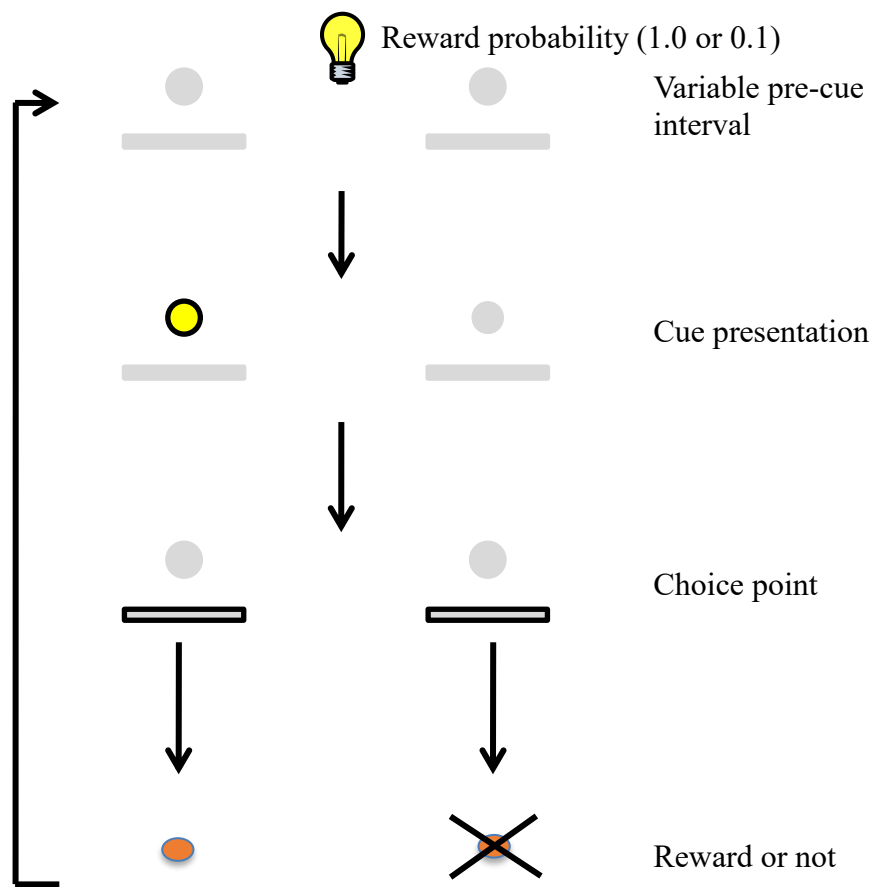 Reward probability (1.0 or 0.1)
Variable pre-cue
interval
Cue presentation
Choice point
Reward or not